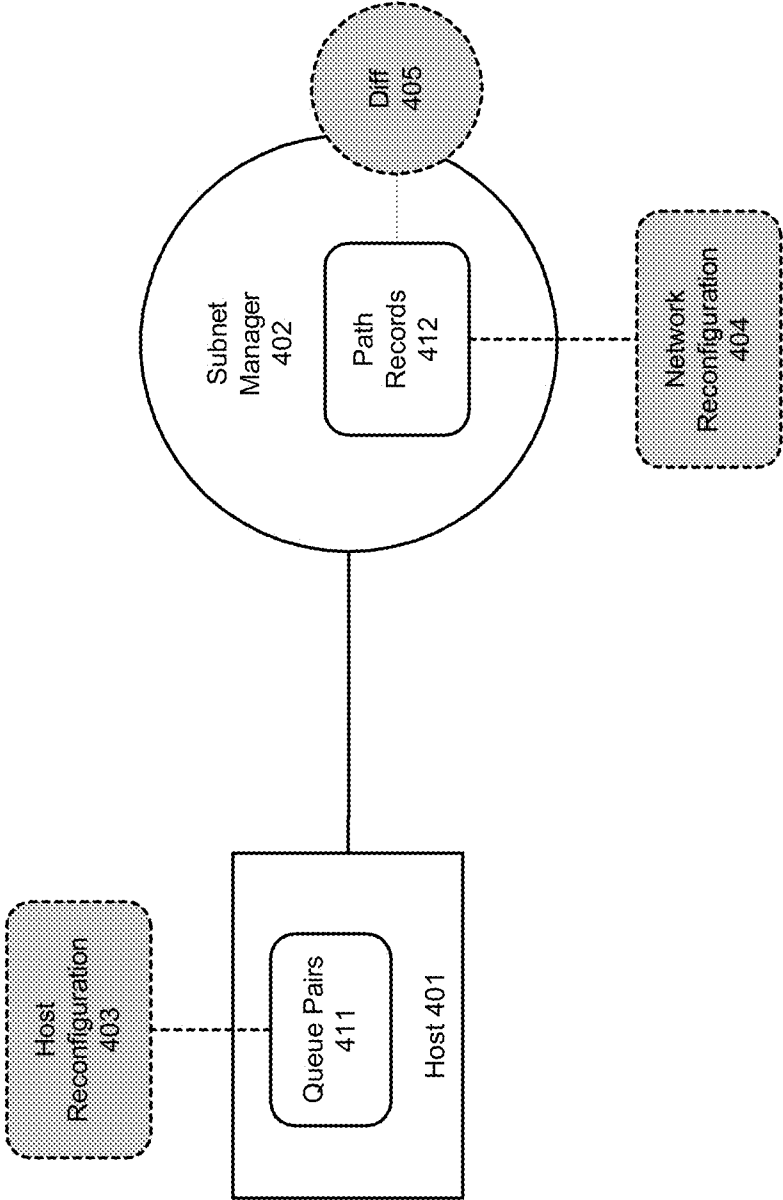 Host
Reconfiguration
403
Queue Pairs
411
Host 401
Subnet
Manager
402
Path
Records
412
Diff
405
Network
Reconfiguration
404